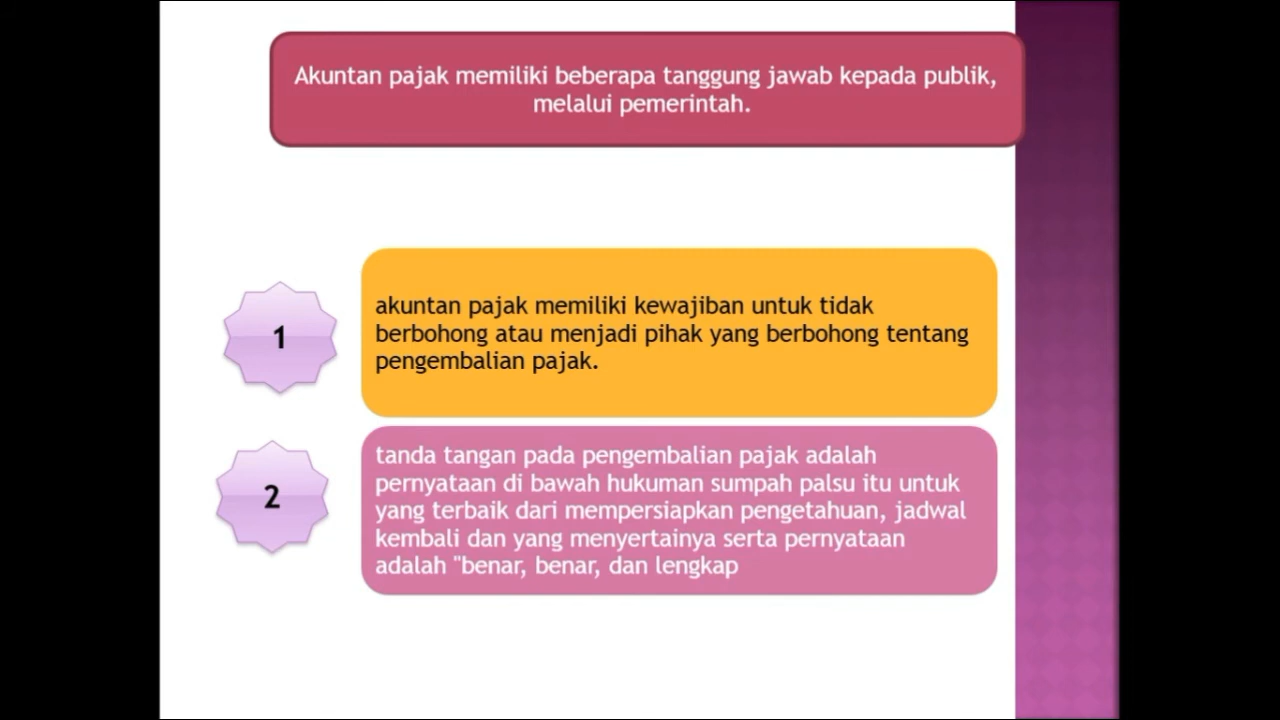 Akuntan pajak memiliki beberapa tanggung jawab kepada publik,
melalui pemerintah.
1
akuntan pajak memiliki kewajiban untuk tidak
berbohong atau menjadi pihak yang berbohong tentang
pengembalian pajak.
2
tanda tangan pada pengembalian pajak adalah
pernyataan di bawah hukuman sumpah palsu itu untuk
yang terbaik dari mempersiapkan pengetahuan, jadwal
kembali dan yang menyertainya serta pernyataan
adalah "benar, benar, dan lengkap